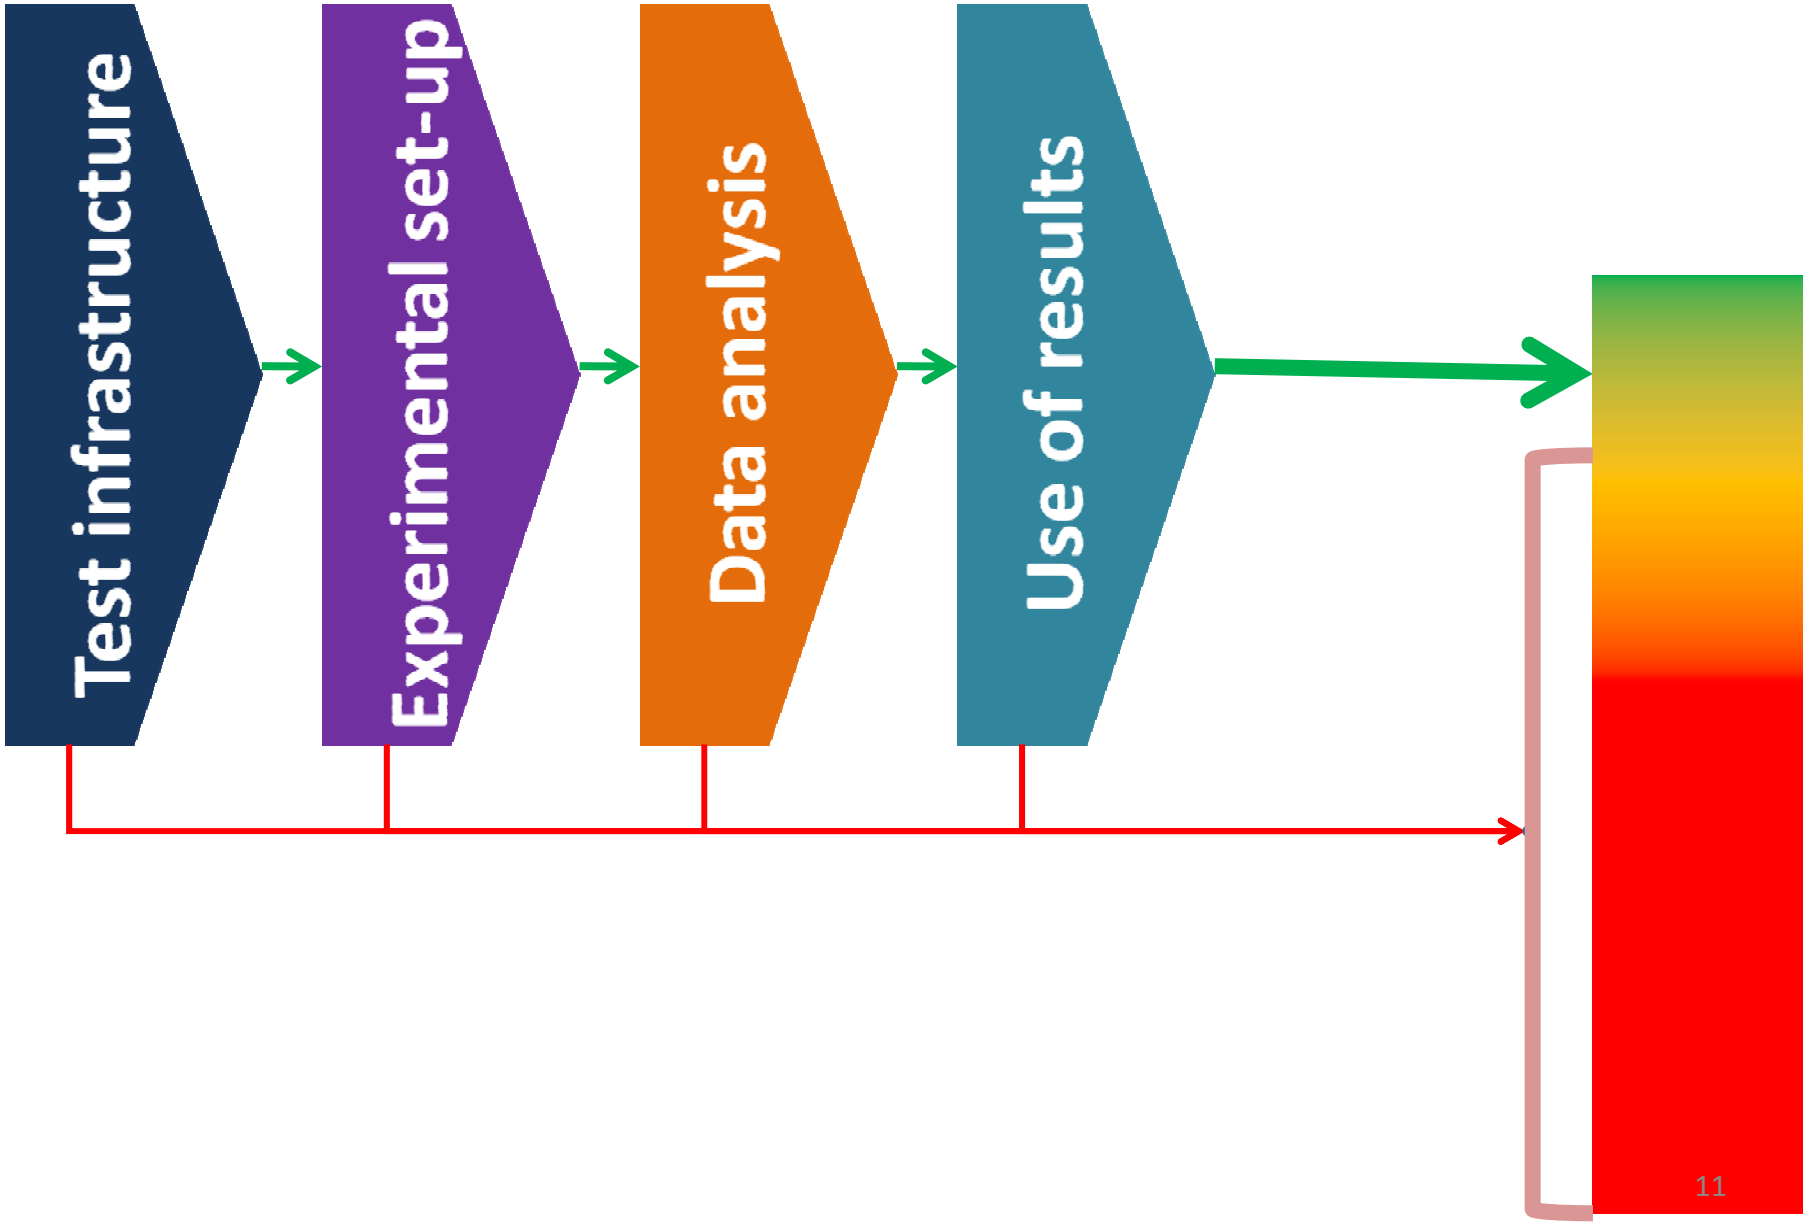 Test infrastructure
Experimental set-up
Data analysis
Use of results
11